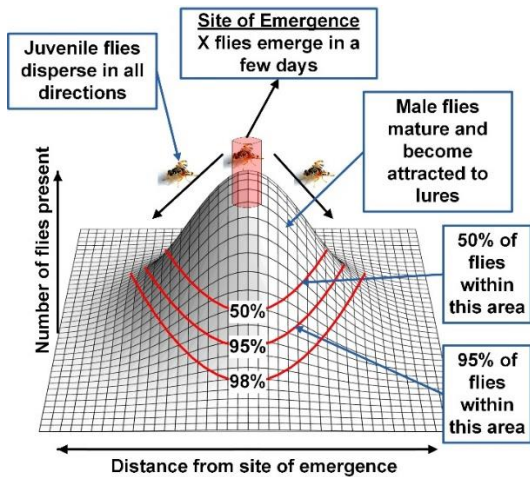 Site of Emergence
X flies emerge in a
few days
Juvenile flies
disperse in all
directions
Male flies
mature and
become
attracted to
lures
Number of flies present
50% of
flies
within
this area
50%
95%
98%
95% of
flies
within
this area
Distance from site of emergence